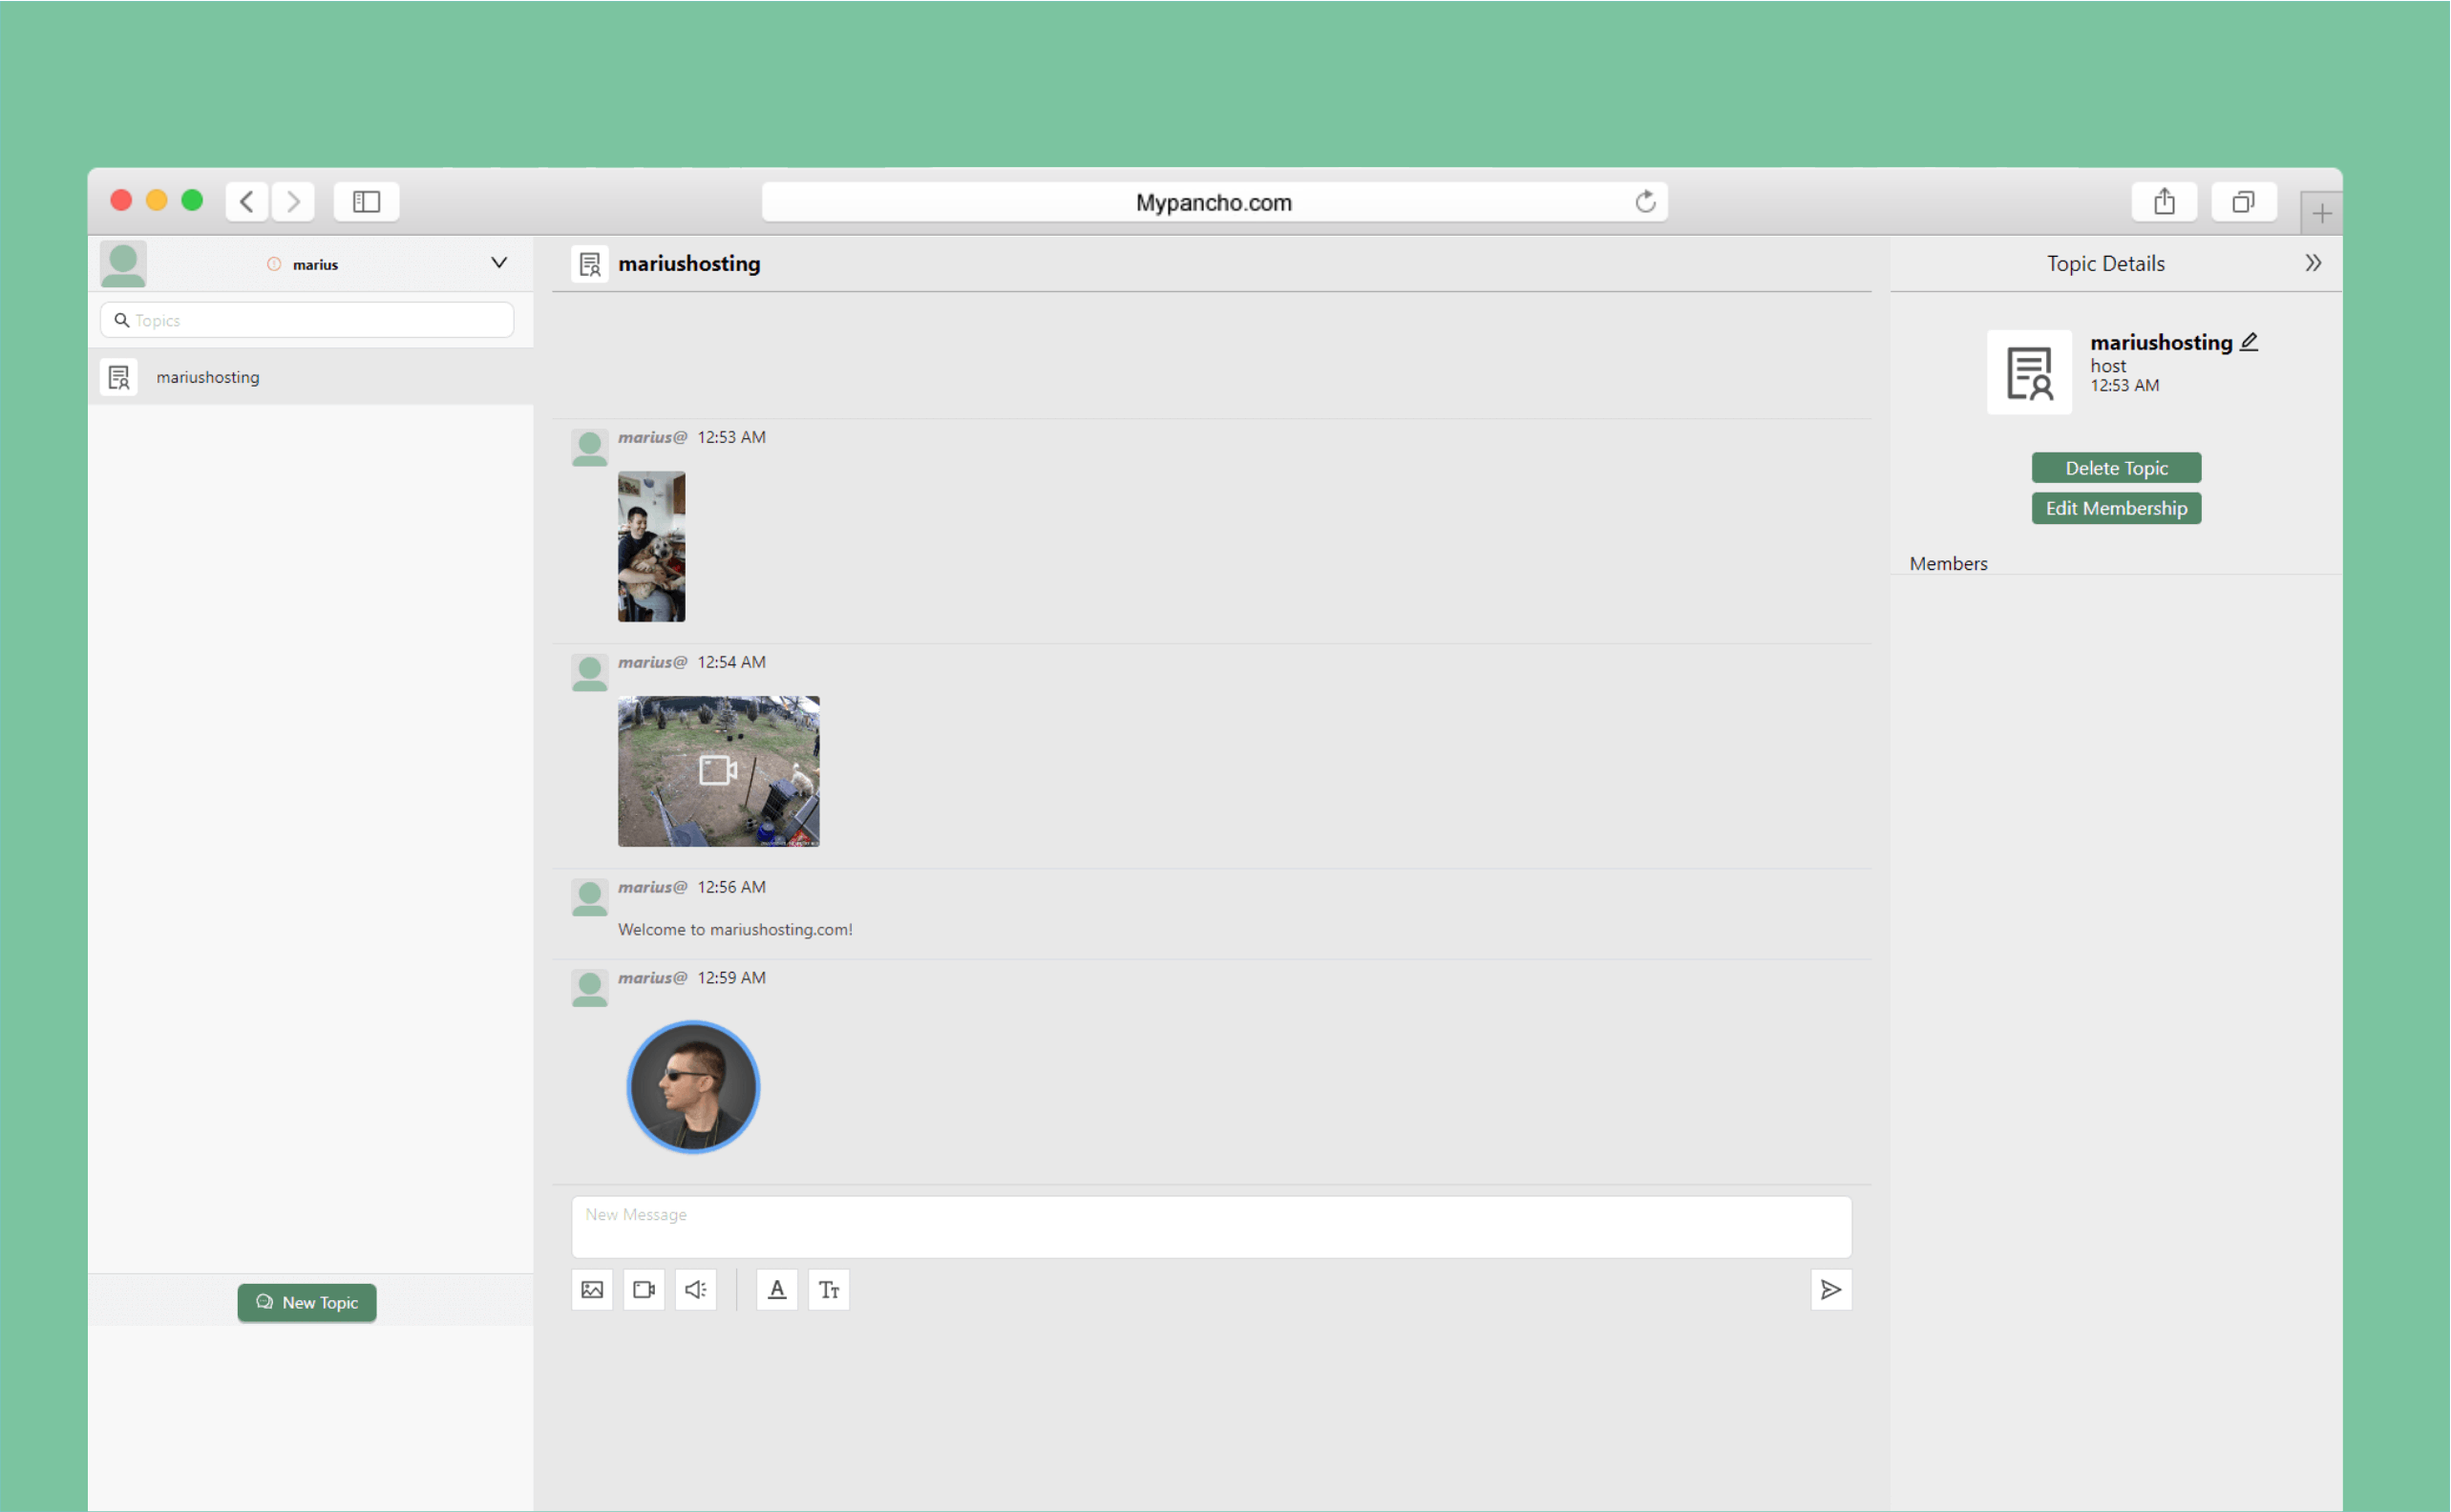 Mypancho.com
marius
Topics
mariushosting
New Topic
mariushosting
marius@ 12:53 AM
marius@ 12:54 AM
marius@ 12:56 AM
Welcome to mariushosting.com!
marius@ 12:59 AM
New Message
A
TT
Topic Details
mariushosting
host
12:53 AM
Delete Topic
Edit Membership
Members